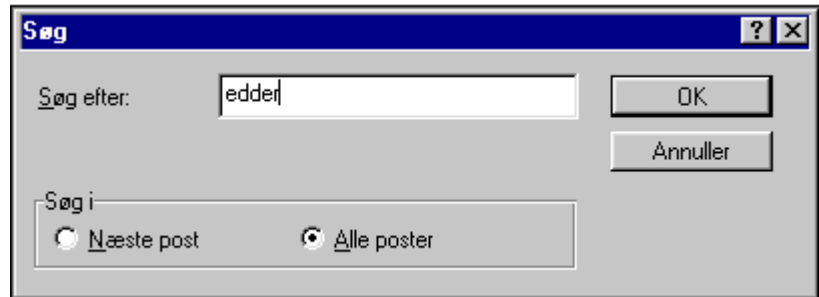 Søg
Søg efter: edder OK
Annuller
Søg i
Næste post Alle poster